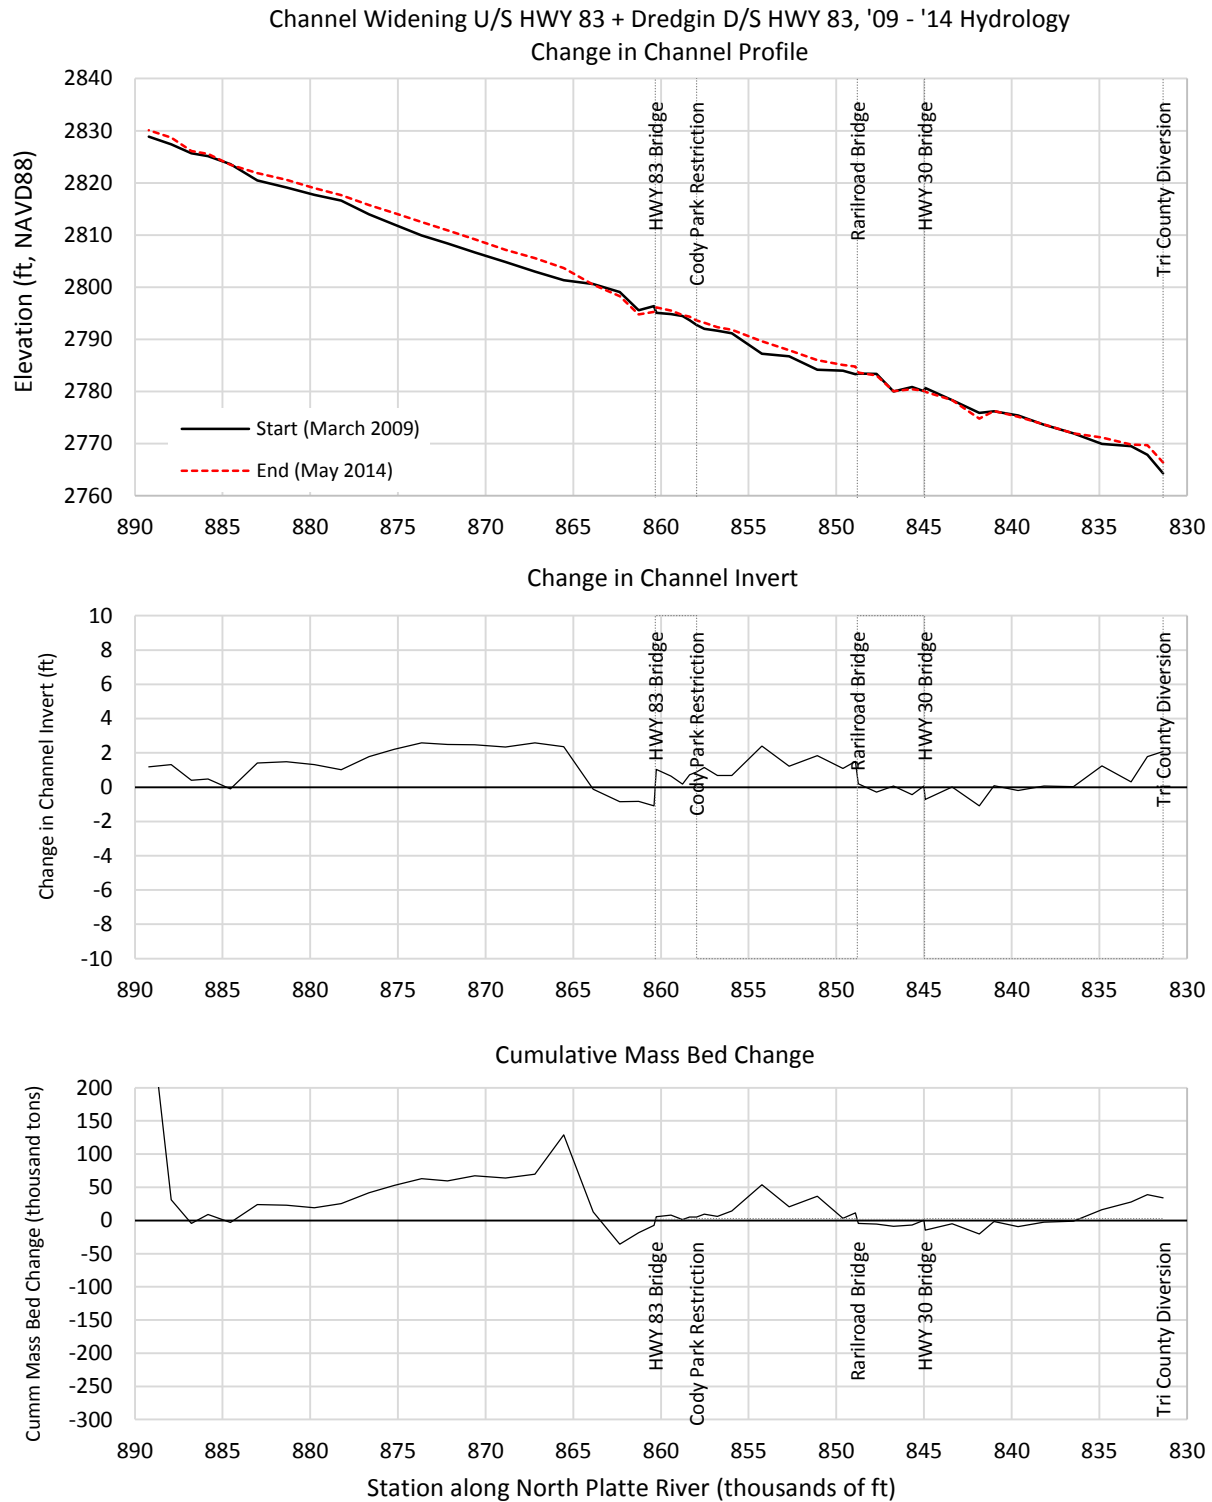 Channel Widening U/S HWY 83 + Dredgin D/S HWY 83, '09 - '14 Hydrology
Change in Channel Profile
Elevation (ft, NAVD88)
2840
2830
2820
2810
2800
2790
2780
2770
2760
HWY 83 Bridge
Cody Park Restriction
Rarilroad Bridge
HWY 30 Bridge
Tri County Diversion
Start (March 2009)
End (May 2014)
890 885 880 875 870 865 860 855 850 845 840 835 830
Change in Channel Invert
Change in Channel Invert (ft)
10
8
6
4
2
0
-2
-4
-6
-8
-10
HWY 83 Bridge
Cody Park Restriction
Rarilroad Bridge
HWY 30 Bridge
Tri County Diversion
890 885 880 875 870 865 860 855 850 845 840 835 830
Cumulative Mass Bed Change
Cumm Mass Bed Change (thousand tons)
200
150
100
50
0
-50
-100
-150
-200
-250
-300
HWY 83 Bridge
Cody Park Restriction
Rarilroad Bridge
HWY 30 Bridge
Tri County Diversion
890 885 880 875 870 865 860 855 850 845 840 835 830
Station along North Platte River (thousands of ft)